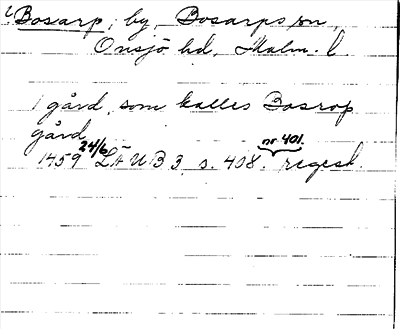 Bosarp, by, Bosarps sn,
Onsjö hd, Malm. l.
1 gård, som kalles Bosrop
gård
1459 24/6 LÄUB 3, s. 408. nr 401. regest.